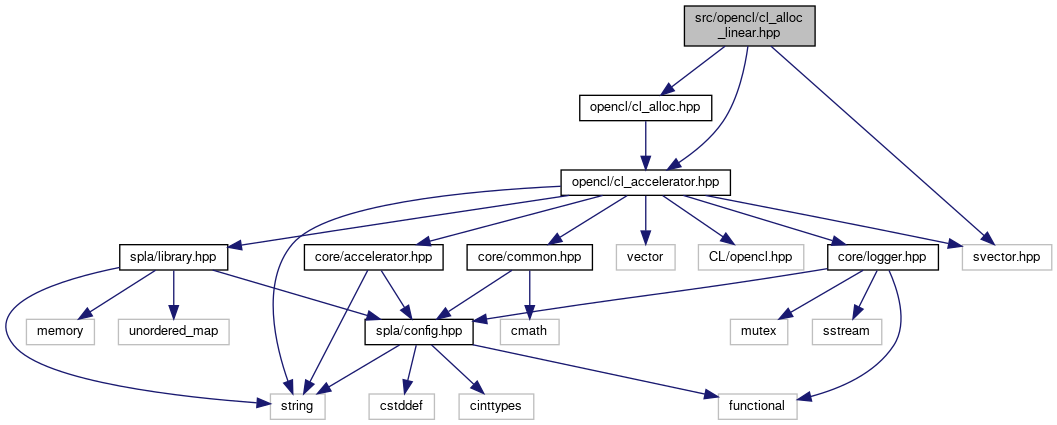 src/opencl/cl_alloc
_linear.hpp
opencl/cl_alloc.hpp
opencl/cl_accelerator.hpp
spla/library.hpp
core/accelerator.hpp
core/common.hpp
vector
CL/opencl.hpp
core/logger.hpp
svector.hpp
memory
unordered_map
spla/config.hpp
cmath
mutex
sstream
string
cstddef
cinttypes
functional